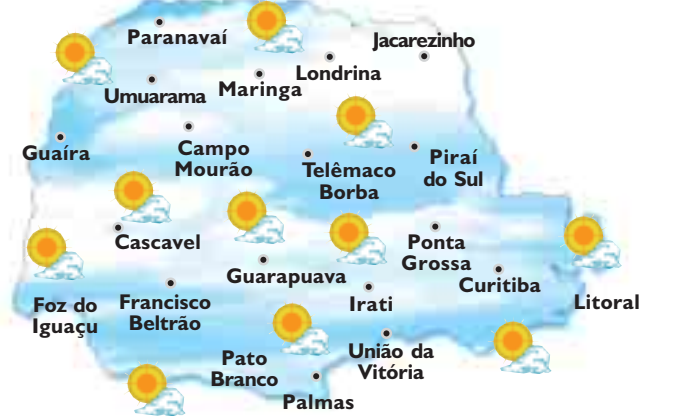 Paranavaí
Jacarezinho
Londrina
Maringa
Umuarama
Guaíra
Campo
Mourão
Telêmaco
Borba
Piraí
do Sul
Cascavel
Ponta
Grossa
Guarapuava
Curitiba
Foz do
Iguaçu
Francisco
Beltrão
Irati
Litoral
Pato
Branco
União da
Vitória
Palmas